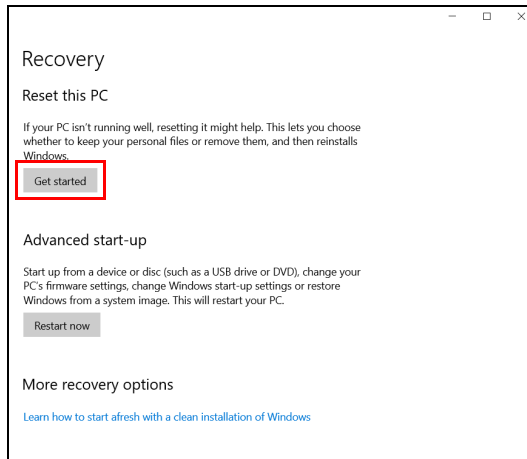 Recovery
Reset this PC
If your PC isn't running well, resetting it might help. This lets you choose
whether to keep your personal files or remove them, and then reinstalls
Windows.
Get started
Advanced start-up
Start up from a device or disc (such as a USB drive or DVD), change your
PC's firmware settings, change Windows start-up settings or restore
Windows from a system image. This will restart your PC.
Restart now
More recovery options
Learn how to start afresh with a clean installation of Windows